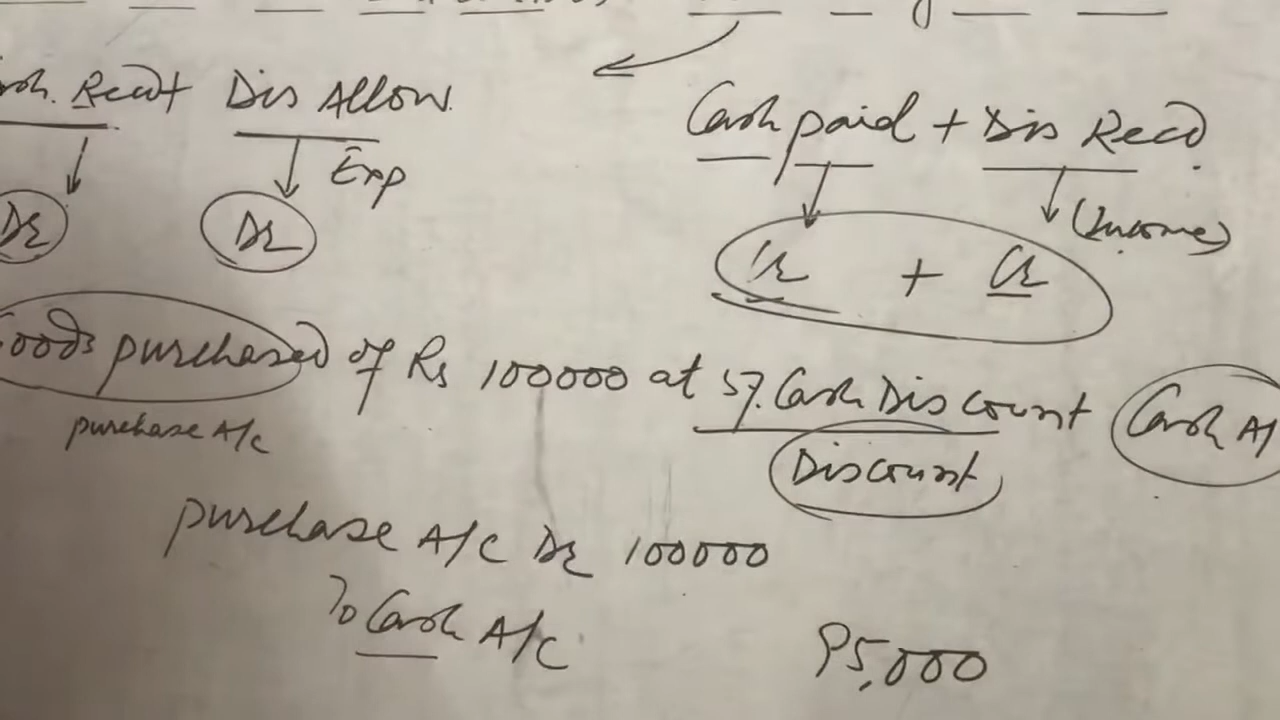 Recd + Dis Allow.
Cash paid + Dis Recd
Exp
(Income)
Dr
Dr
Cr + Cr
Goods purchased of Rs 100000 at 5%. Cash Discount Cash A/
purchase A/c
Discount
purchase A/c Dr 100000
To Cash A/c
95,000